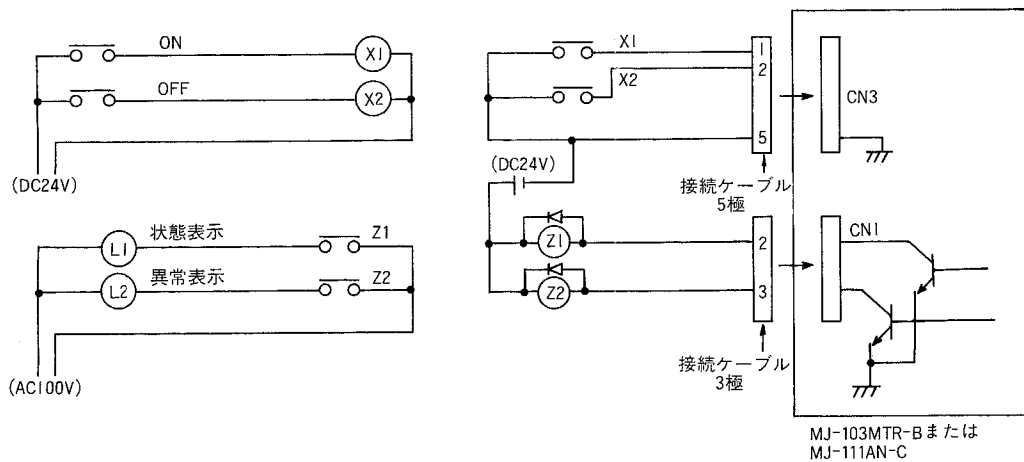 ON
X1
OFF
X2
(DC24V)
状態表示
L1
Z1
異常表示
L2
Z2
(AC100V)
X1
X2
1
2
5
CN3
(DC24V)
接続ケーブル
5極
Z1
Z2
2
3
CN1
接続ケーブル
3極
MJ-103MTR-Bまたは
MJ-111AN-C